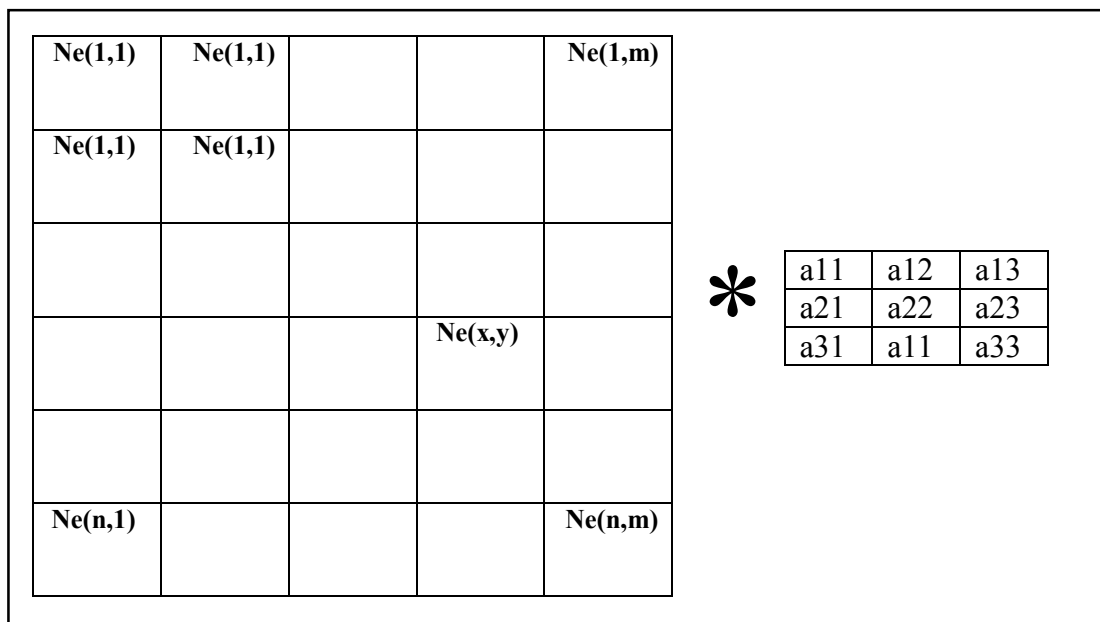 Ne(1,1) Ne(1,1) Ne(1,m)
Ne(1,1) Ne(1,1)
Ne(x,y)
Ne(n,1) Ne(n,m)
*
a11 a12 a13
a21 a22 a23
a31 a11 a33